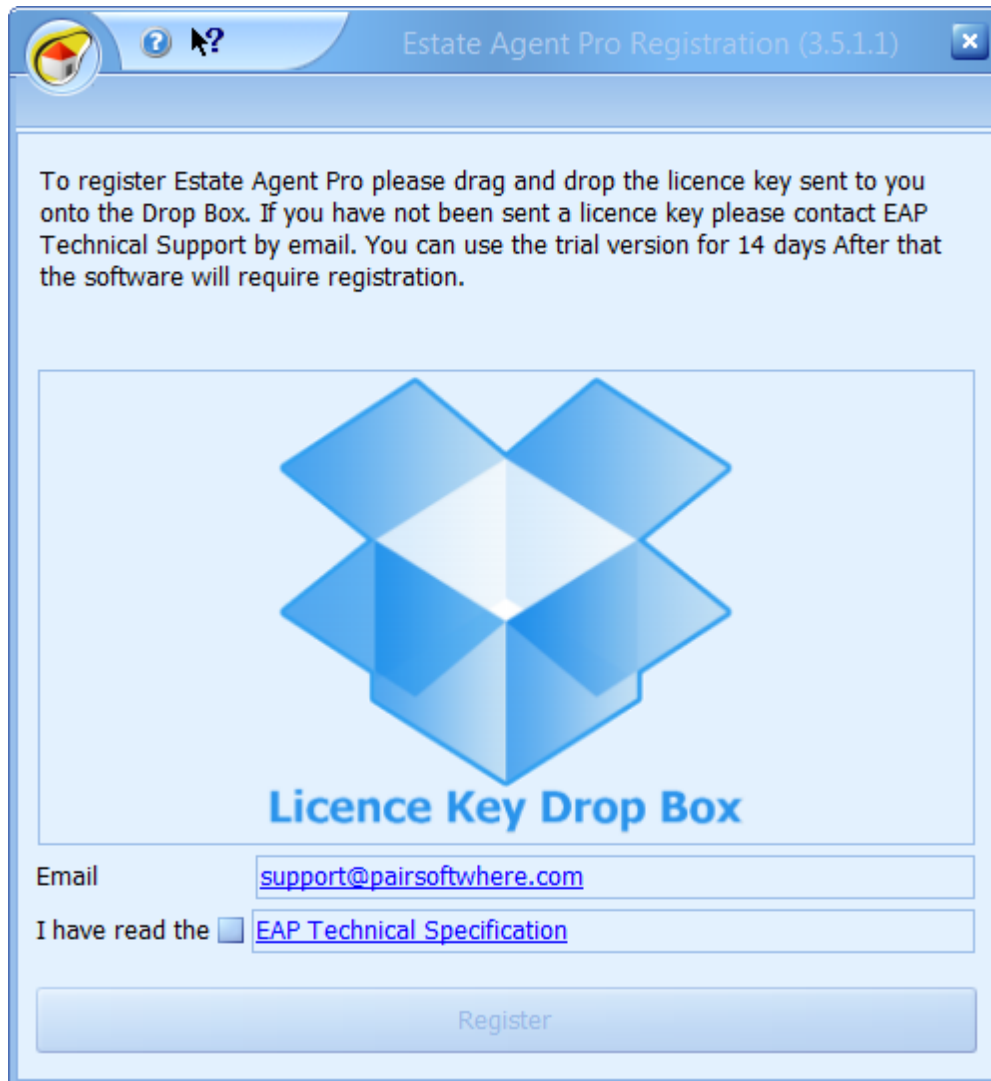 Estate Agent Pro Registration (3.5.1.1)
To register Estate Agent Pro please drag and drop the licence key sent to you
onto the Drop Box. If you have not been sent a licence key please contact EAP
Technical Support by email. You can use the trial version for 14 days After that
the software will require registration.
Licence Key Drop Box
Email support@pairsoftwhere.com
I have read the EAP Technical Specification
Register